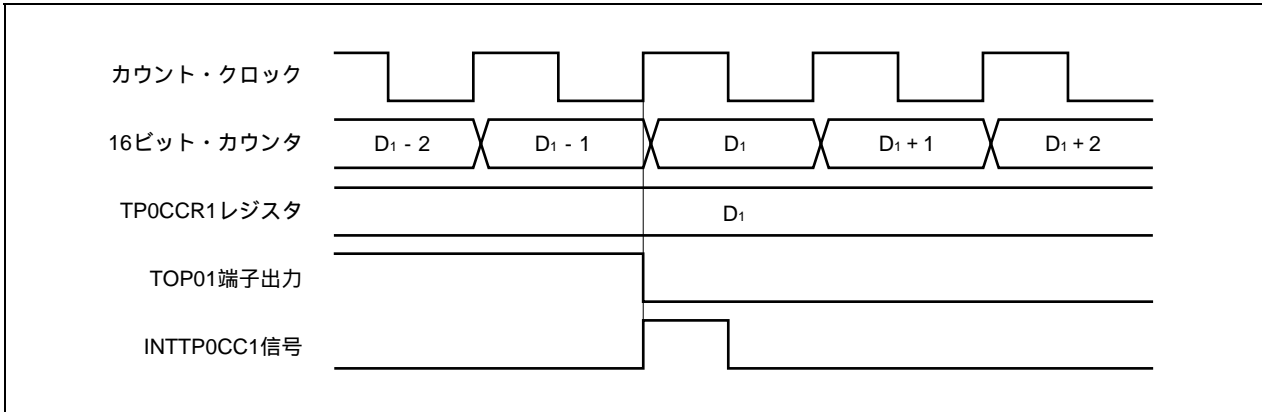 カウント・クロック
16ビット・カウンタ D₁ - 2 D₁ - 1 D₁ D₁ + 1 D₁ + 2
TP0CCR1レジスタ D₁
TOP01端子出力
INTTP0CC1信号